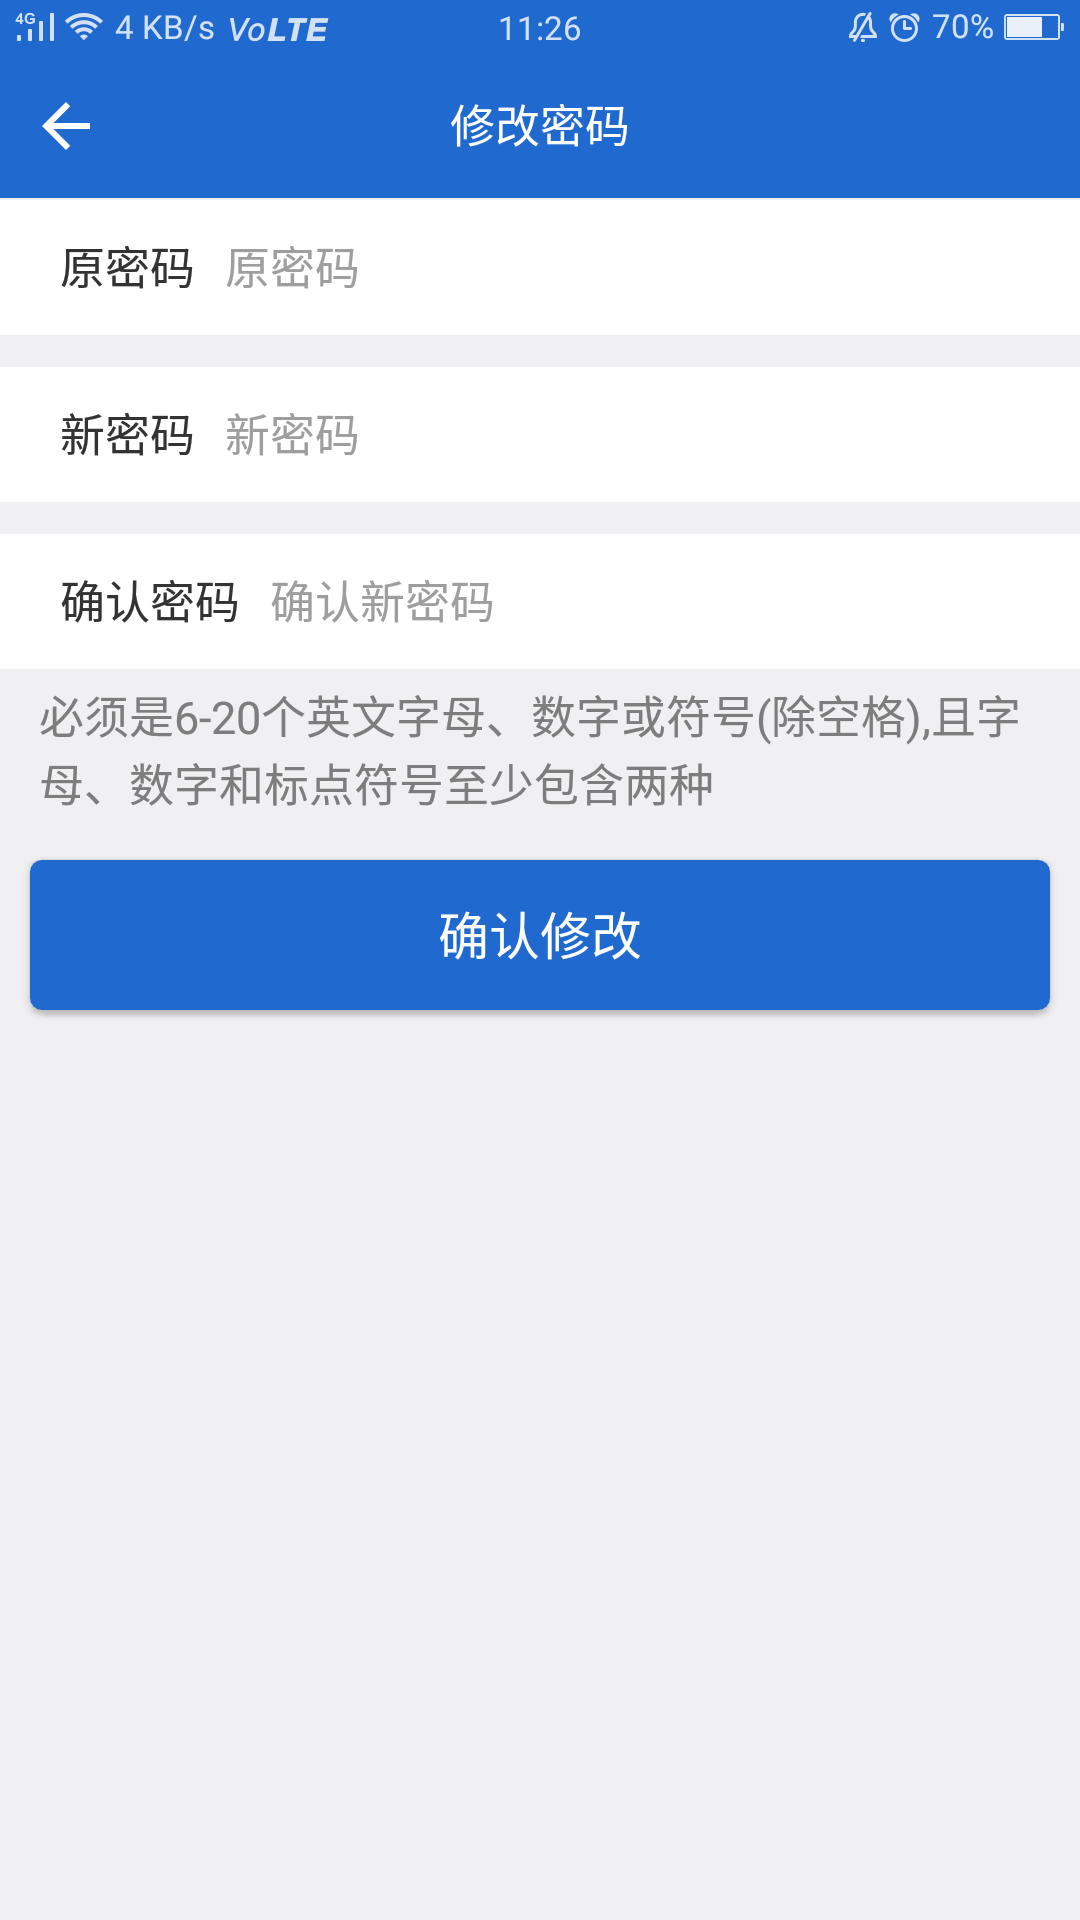 4G 4 KB/s VoLTE 11:26 70%
修改密码
原密码 原密码
新密码 新密码
确认密码 确认新密码
必须是6-20个英文字母、数字或符号(除空格),且字
母、数字和标点符号至少包含两种
确认修改